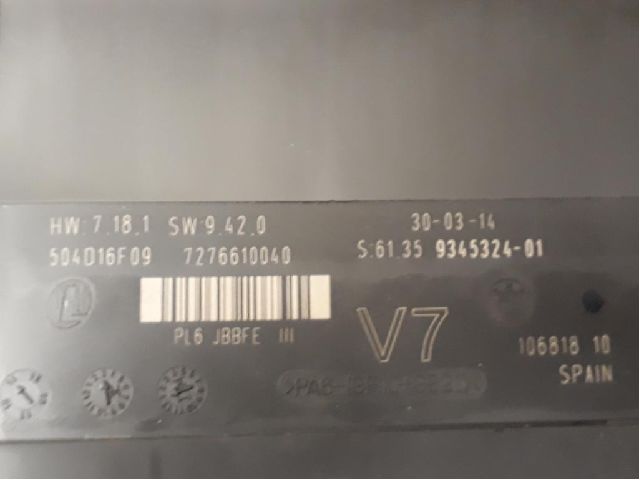 HW:7.18.1 SW:9.42.0 30-03-14
504D16F09 7276610040 S:61.35 9345324-01
PL6 JBBFE III
V7
106818 10
SPAIN